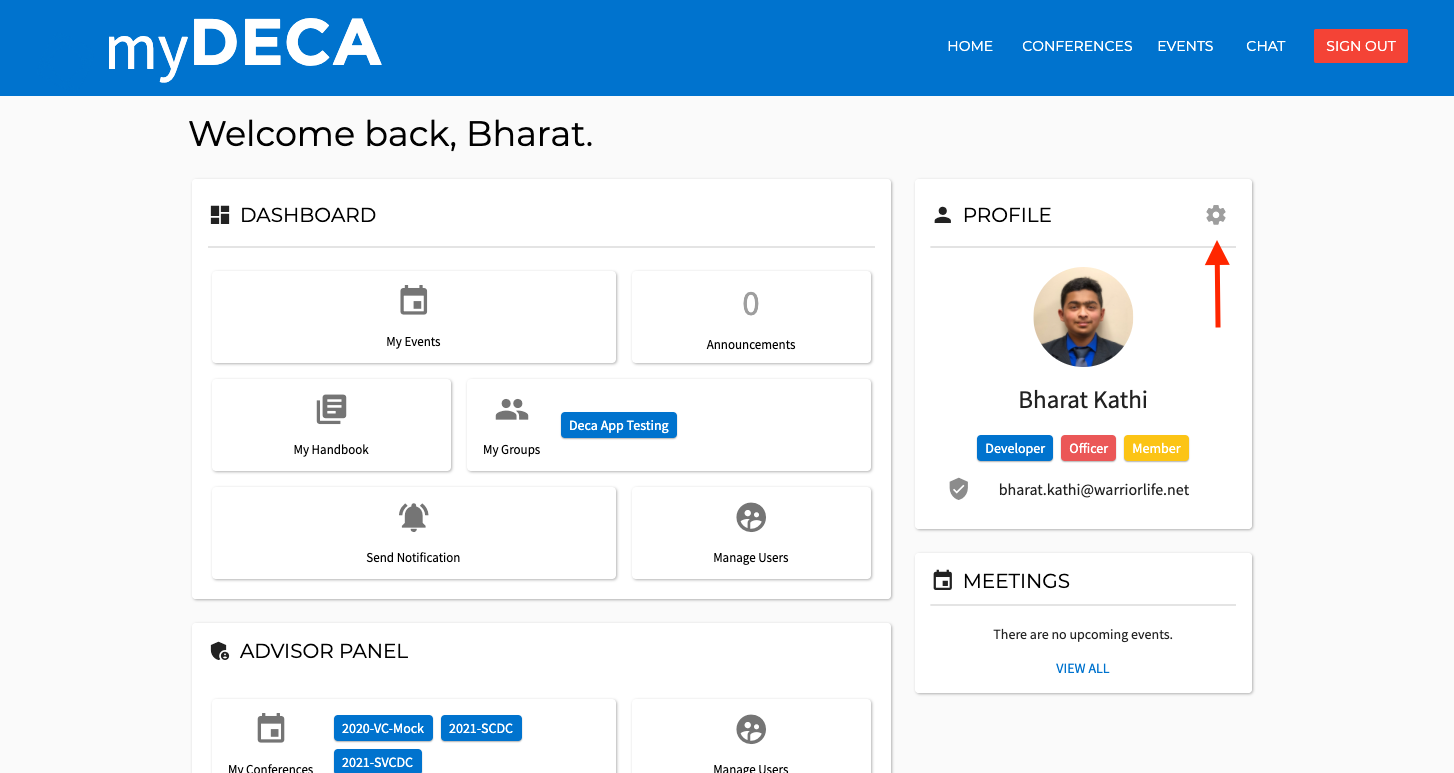 myDECA
HOME CONFERENCES EVENTS CHAT SIGN OUT
Welcome back, Bharat.
DASHBOARD
My Events
0
Announcements
My Handbook
My Groups
Deca App Testing
Send Notification
Manage Users
ADVISOR PANEL
My Conferences
2020-VC-Mock 2021-SCDC
2021-SVCDC
Manage Users
PROFILE
Bharat Kathi
Developer Officer Member
bharat.kathi@warriorlife.net
MEETINGS
There are no upcoming events.
VIEW ALL